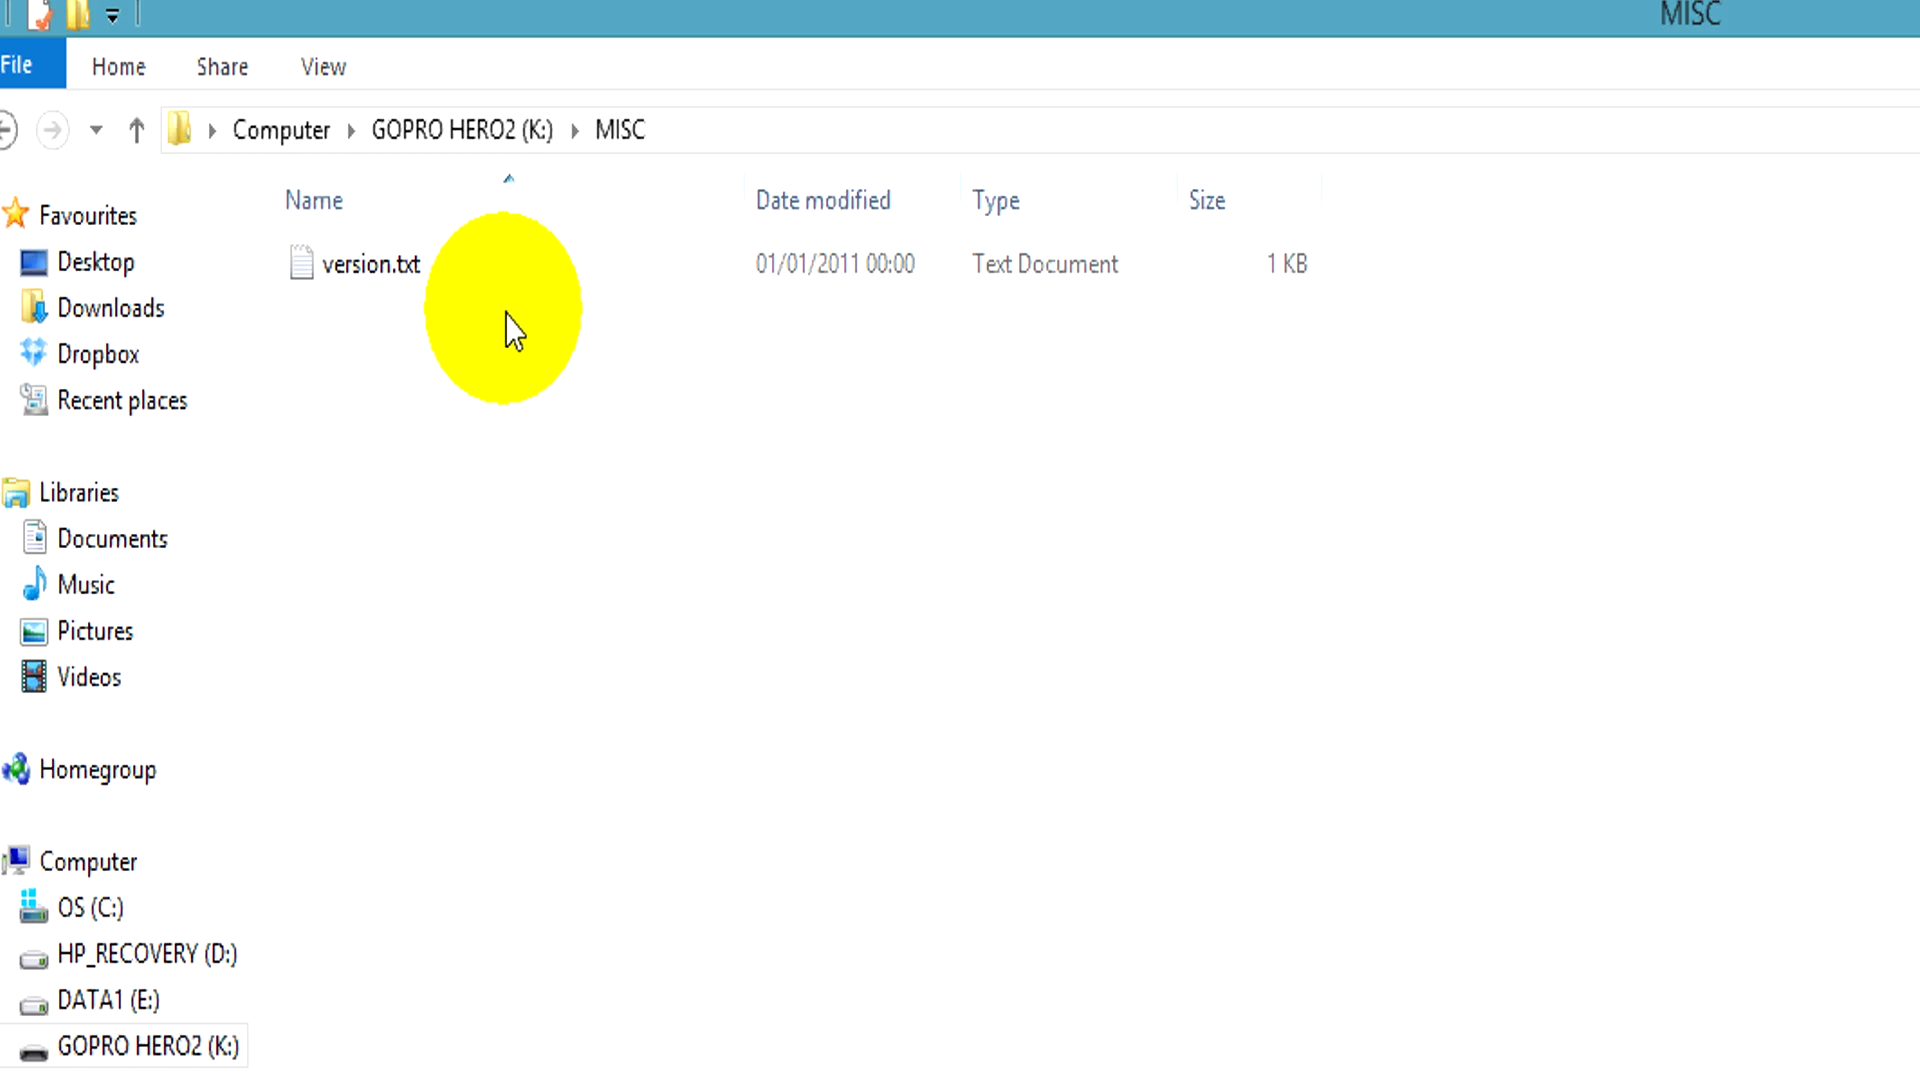 MISC
File Home Share View
Computer GOPRO HERO2 (K:) MISC
Name Date modified Type Size
version.txt 01/01/2011 00:00 Text Document 1 KB
Favourites
Desktop
Downloads
Dropbox
Recent places
Libraries
Documents
Music
Pictures
Videos
Homegroup
Computer
OS (C:)
HP_RECOVERY (D:)
DATA1 (E:)
GOPRO HERO2 (K:)